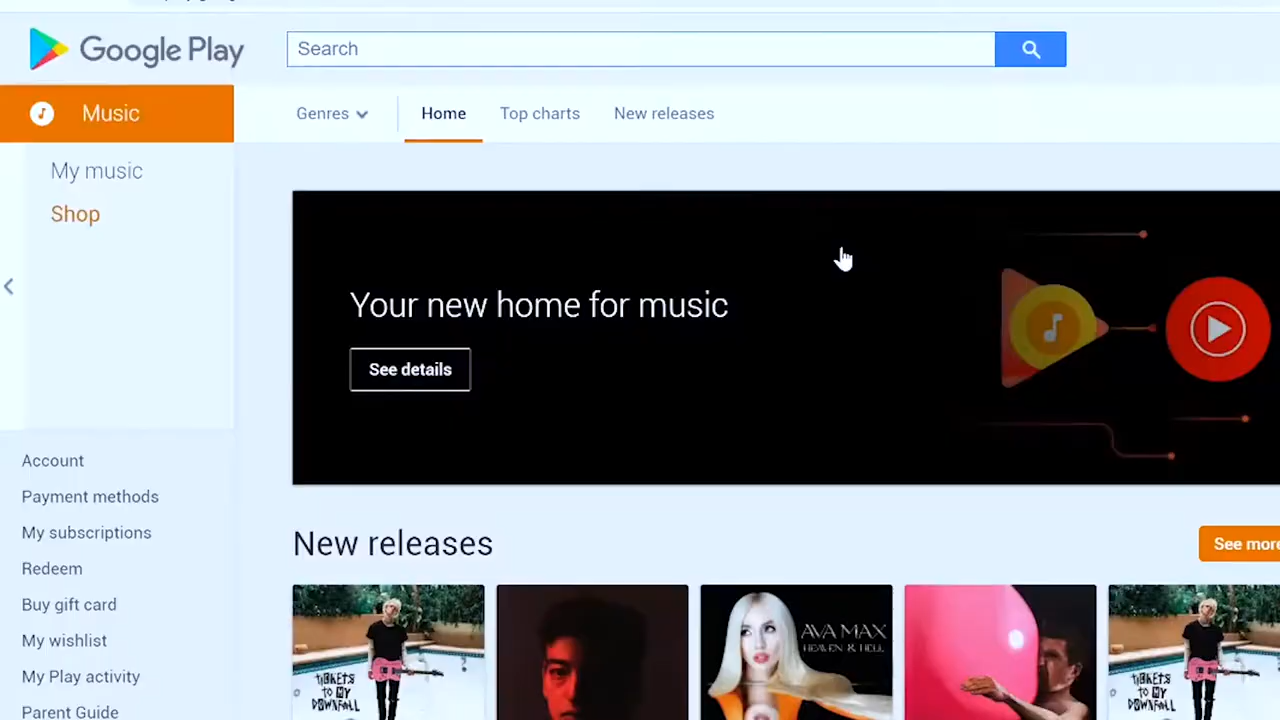 Google Play
Search
Music
Genres
Home
Top charts
New releases
My music
Shop
Your new home for music
See details
Account
Payment methods
My subscriptions
Redeem
Buy gift card
My wishlist
My Play activity
Parent Guide
New releases
See more
TICKETS
TO MY
DOWNFALL
AVA MAX
HEAVEN & HELL
TICKETS
TO MY
DOWNFALL